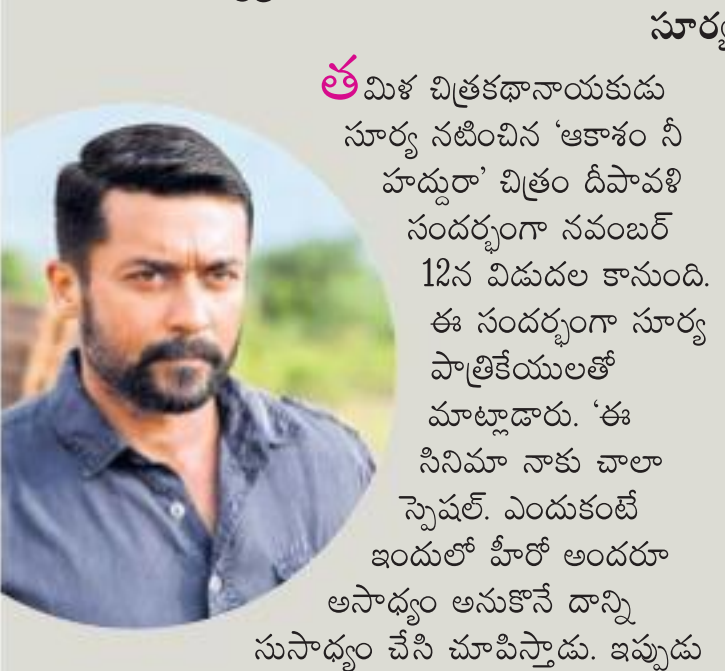 సూర్య
తమిళ చిత్రకథానాయకుడు
సూర్య నటించిన ‘ఆకాశం నీ
హద్దురా’ చిత్రం దీపావళి
సందర్భంగా నవంబర్
12న విడుదల కానుంది.
ఈ సందర్భంగా సూర్య
పాత్రికేయులతో
మాట్లాడారు. ‘ఈ
సినిమా నాకు చాలా
స్పెషల్. ఎందుకంటే
ఇందులో హీరో అందరూ
అసాధ్యం అనుకొనే దాన్ని
సుసాధ్యం చేసి చూపిస్తాడు. ఇప్పుడు